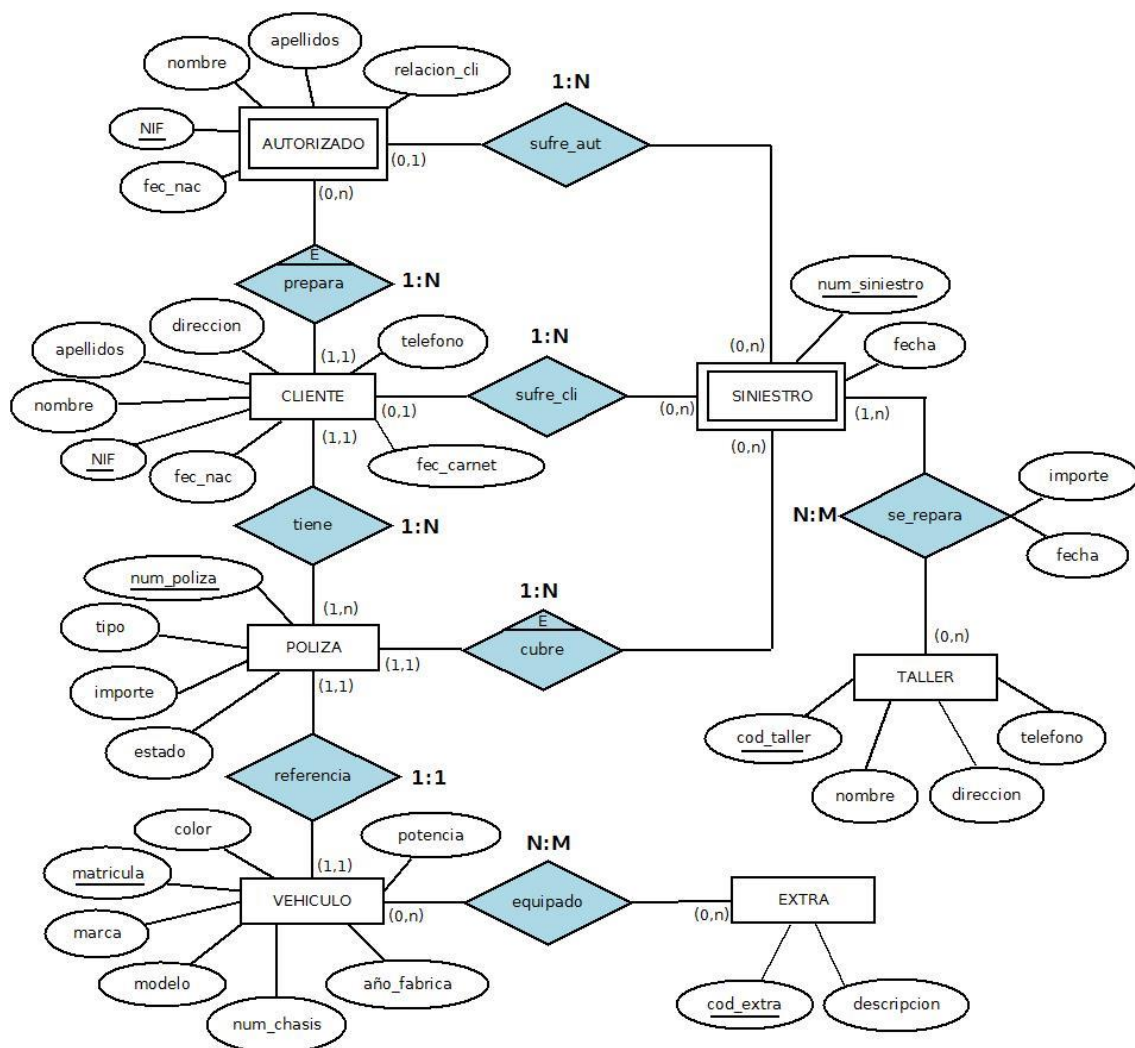 apellidos
nombre
relacion_cli
1:N
NIF
AUTORIZADO
sufre_aut
(0,1)
fec_nac
(0,n)
E
prepara
1:N
num_siniestro
direccion
telefono
1:N
fecha
apellidos
(1,1)
(0,n)
CLIENTE
sufre_cli
SINIESTRO
nombre
(0,1)
(0,n)
(1,n)
(1,1)
(0,n)
NIF
fec_nac
fec_carnet
importe
tiene
1:N
N:M
se_repara
fecha
num_poliza
1:N
(1,n)
E
tipo
POLIZA
cubre
(0,n)
(1,1)
(1,1)
TALLER
importe
estado
cod_taller
telefono
referencia
1:1
nombre
direccion
color
potencia
N:M
matricula
(1,1)
VEHICULO
equipado
EXTRA
(0,n)
(0,n)
marca
modelo
año_fabrica
cod_extra
descripcion
num_chasis